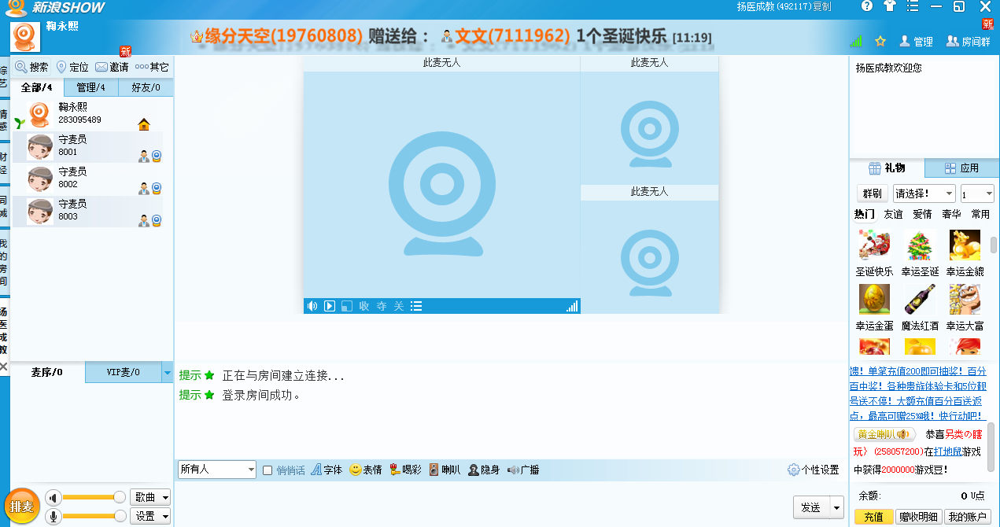 新浪SHOW
扬医成教(492117)复制
鞠永熙
新
缘分天空(19760808) 赠送给： 文文(7111962) 1个圣诞快乐 [11:19]
新
管理 房间群
搜索 定位 邀请 其它
全部/4 管理/4 好友/0
鞠永熙
283095489
守麦员
8001
守麦员
8002
守麦员
8003
综艺
情感
财经
同城
我的房间
扬医成教
麦序/0 VIP麦/0
排麦
歌曲
设置
此麦无人
此麦无人
此麦无人
收 夺 关
提示 正在与房间建立连接...
提示 登录房间成功。
所有人 悄悄话 字体 表情 喝彩 喇叭 隐身 广播 个性设置
发送
扬医成教欢迎您
礼物 应用
群刷 请选择! 1
热门 友谊 爱情 奢华 常用
圣诞快乐 幸运圣诞 幸运金貔
幸运金蛋 魔法红酒 幸运大富
馈！单笔充值200即可抽奖！百分
百中奖！各种贵族体验卡和5位靓
号送不停！大额充值百分百送返
点，最高可赠25%哦！快行动吧！
黄金喇叭 恭喜另类の瞎
玩} (258057200)在打地鼠游戏
中获得2000000游戏豆!
余额: 0 U点
充值 赠收明细 我的账户